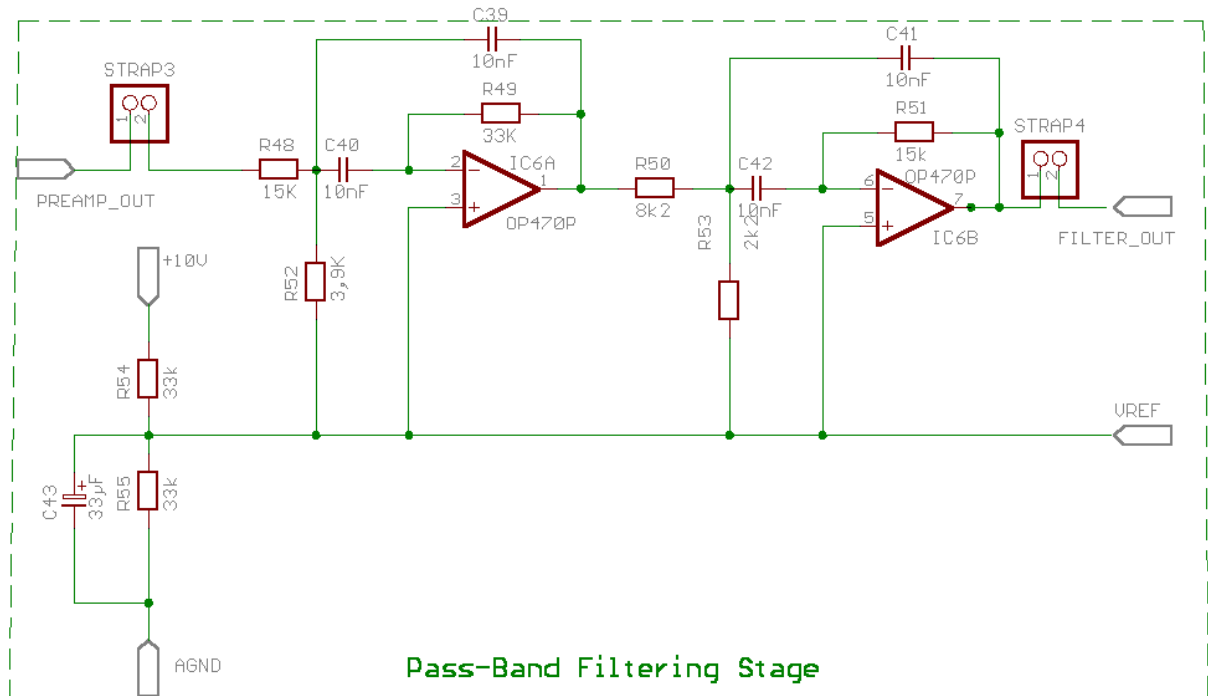 C39
10nF
C41
10nF
STRAP3
1
2
R49
33K
R51
15k
STRAP4
1
2
R48
15K
C40
10nF
2
3
1
IC6A
OP470P
R50
8k2
C42
10nF
6
5
7
OP470P
IC6B
PREAMP_OUT
FILTER_OUT
R53
2k2
+10V
R52
3,9K
R54
33k
VREF
C43
+
33µF
R55
33k
AGND
Pass-Band Filtering Stage